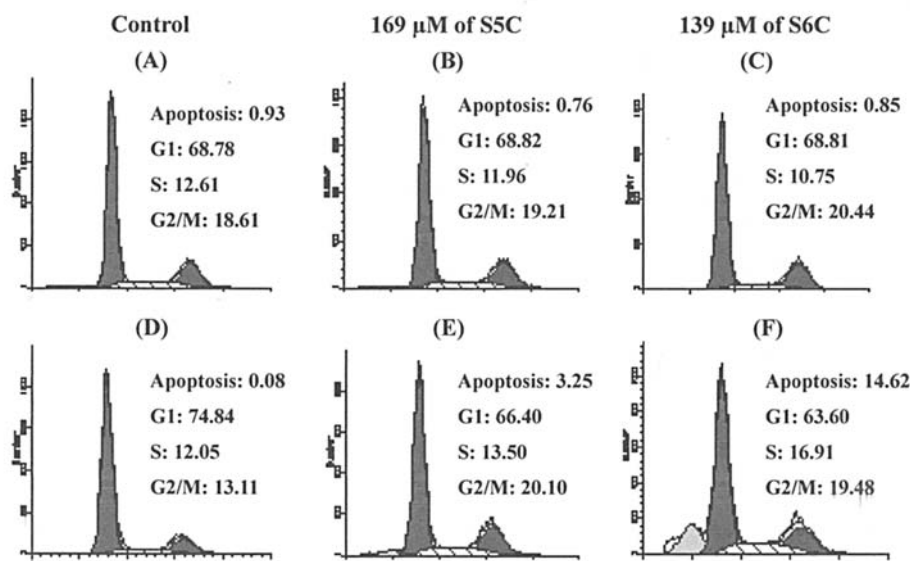 Control
169 µM of S5C
139 µM of S6C
(A)
(B)
(C)
Apoptosis: 0.93
G1: 68.78
S: 12.61
G2/M: 18.61
Apoptosis: 0.76
G1: 68.82
S: 11.96
G2/M: 19.21
Apoptosis: 0.85
G1: 68.81
S: 10.75
G2/M: 20.44
(D)
(E)
(F)
Apoptosis: 0.08
G1: 74.84
S: 12.05
G2/M: 13.11
Apoptosis: 3.25
G1: 66.40
S: 13.50
G2/M: 20.10
Apoptosis: 14.62
G1: 63.60
S: 16.91
G2/M: 19.48